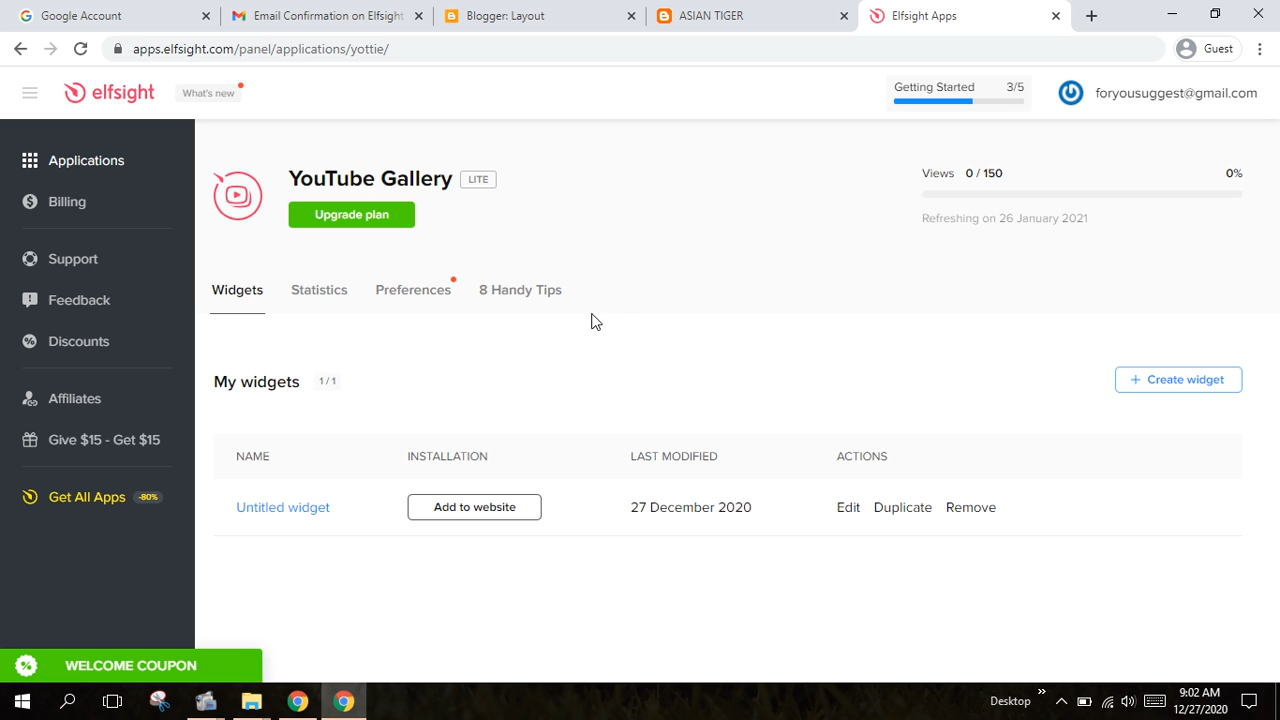 Google Account
Email Confirmation on Elfsight
Blogger: Layout
ASIAN TIGER
Elfsight Apps
apps.elfsight.com/panel/applications/yottie/
Guest
elfsight
What's new
Getting Started 3/5
foryousuggest@gmail.com
Applications
Billing
Support
Feedback
Discounts
Affiliates
Give $15 - Get $15
Get All Apps -80%
WELCOME COUPON
YouTube Gallery LITE
Upgrade plan
Views 0 / 150 0%
Refreshing on 26 January 2021
Widgets Statistics Preferences 8 Handy Tips
My widgets 1 / 1
+ Create widget
NAME INSTALLATION LAST MODIFIED ACTIONS
Untitled widget Add to website 27 December 2020 Edit Duplicate Remove
Desktop
9:02 AM
12/27/2020